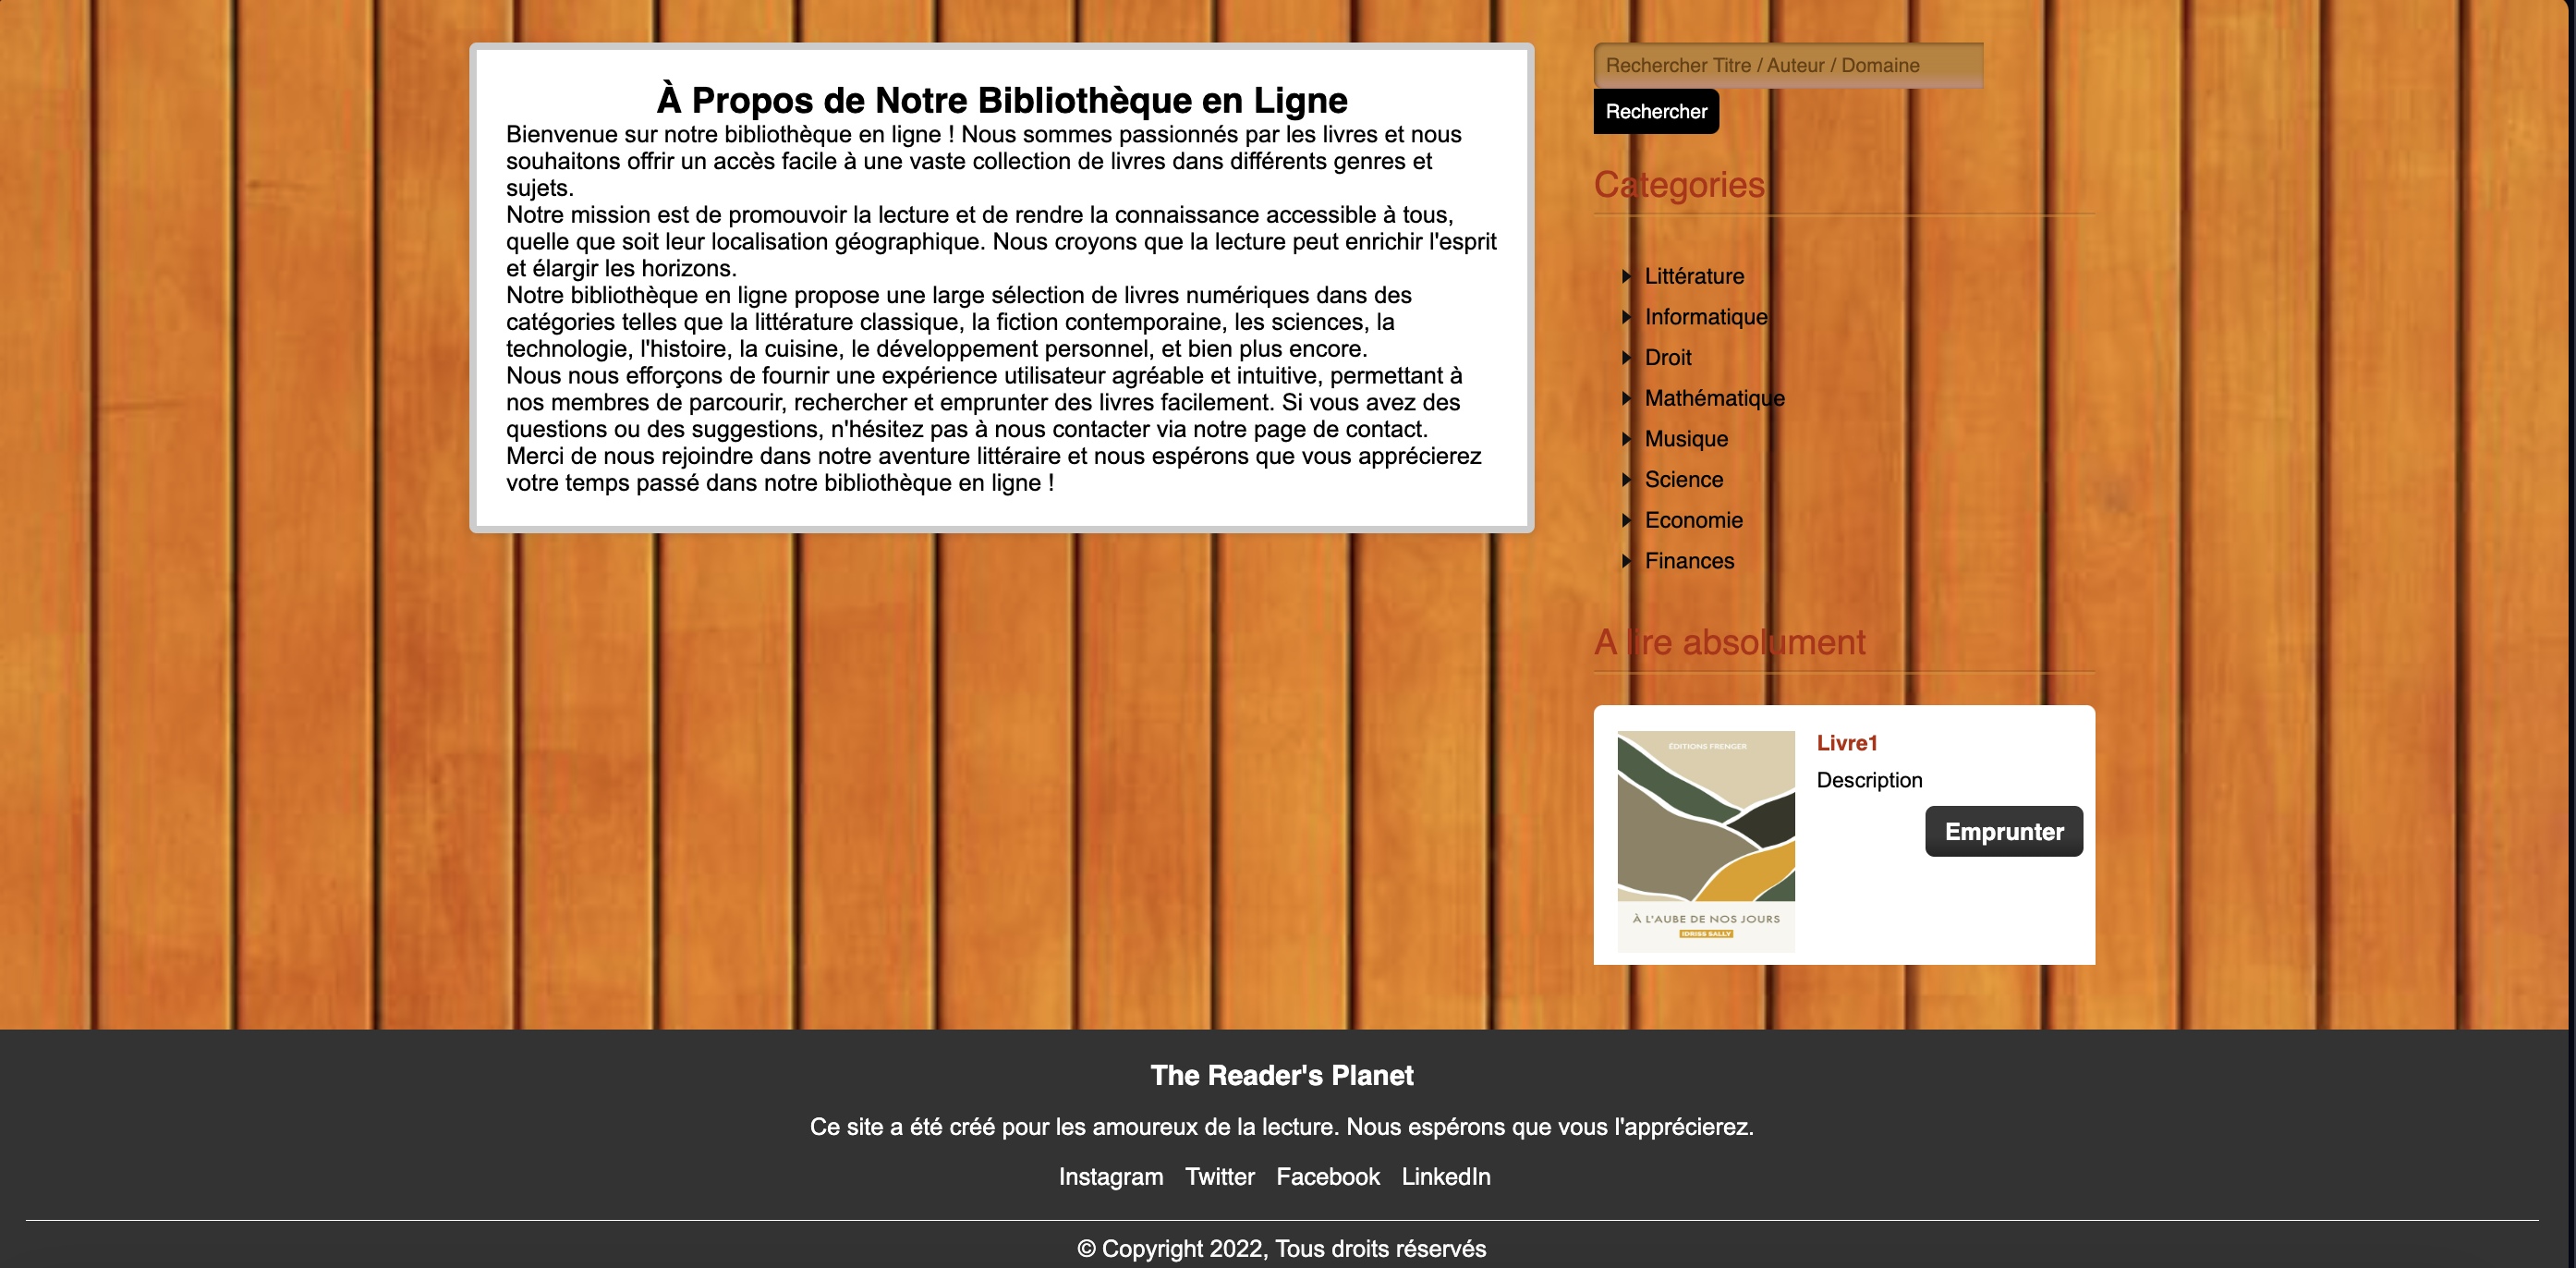 À Propos de Notre Bibliothèque en Ligne
Bienvenue sur notre bibliothèque en ligne ! Nous sommes passionnés par les livres et nous
souhaitons offrir un accès facile à une vaste collection de livres dans différents genres et
sujets.
Notre mission est de promouvoir la lecture et de rendre la connaissance accessible à tous,
quelle que soit leur localisation géographique. Nous croyons que la lecture peut enrichir l'esprit
et élargir les horizons.
Notre bibliothèque en ligne propose une large sélection de livres numériques dans des
catégories telles que la littérature classique, la fiction contemporaine, les sciences, la
technologie, l'histoire, la cuisine, le développement personnel, et bien plus encore.
Nous nous efforçons de fournir une expérience utilisateur agréable et intuitive, permettant à
nos membres de parcourir, rechercher et emprunter des livres facilement. Si vous avez des
questions ou des suggestions, n'hésitez pas à nous contacter via notre page de contact.
Merci de nous rejoindre dans notre aventure littéraire et nous espérons que vous apprécierez
votre temps passé dans notre bibliothèque en ligne !
Rechercher Titre / Auteur / Domaine
Rechercher
Categories
Littérature
Informatique
Droit
Mathématique
Musique
Science
Economie
Finances
A lire absolument
ÉDITIONS FRENGER
À L'AUBE DE NOS JOURS
IDRISS SALLY
Livre1
Description
Emprunter
The Reader's Planet
Ce site a été créé pour les amoureux de la lecture. Nous espérons que vous l'apprécierez.
Instagram Twitter Facebook LinkedIn
© Copyright 2022, Tous droits réservés